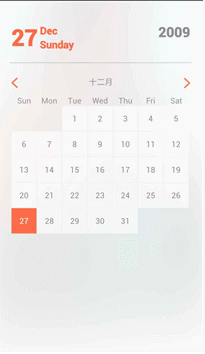 27 Dec 2009
Sunday
十二月
Sun Mon Tue Wed Thu Fri Sat
1 2 3 4 5
6 7 8 9 10 11 12
13 14 15 16 17 18 19
20 21 22 23 24 25 26
27 28 29 30 31